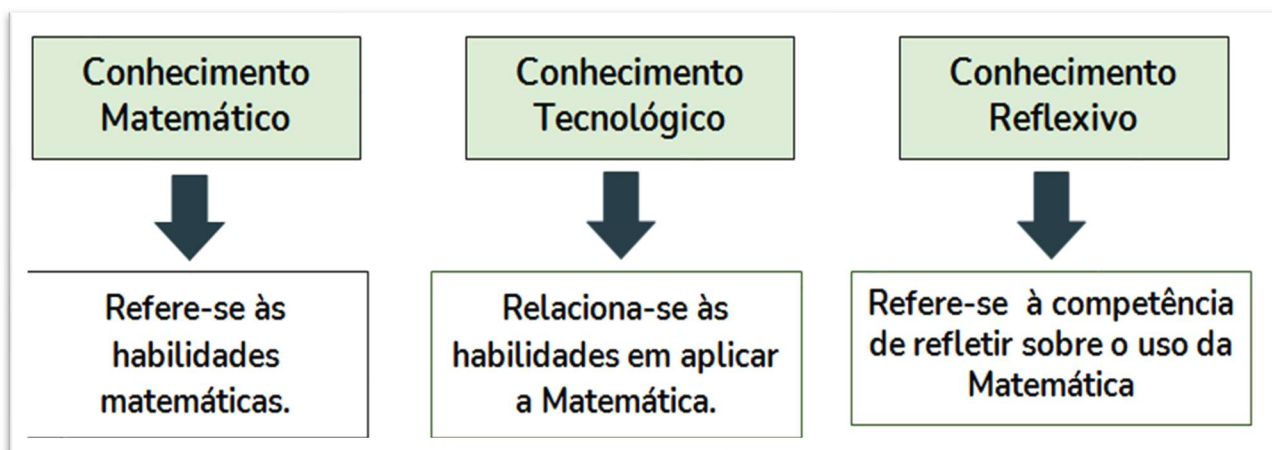 Conhecimento
Matemático
Conhecimento
Tecnológico
Conhecimento
Reflexivo
Refere-se às
habilidades
matemáticas.
Relaciona-se às
habilidades em aplicar
a Matemática.
Refere-se à competência
de refletir sobre o uso da
Matemática